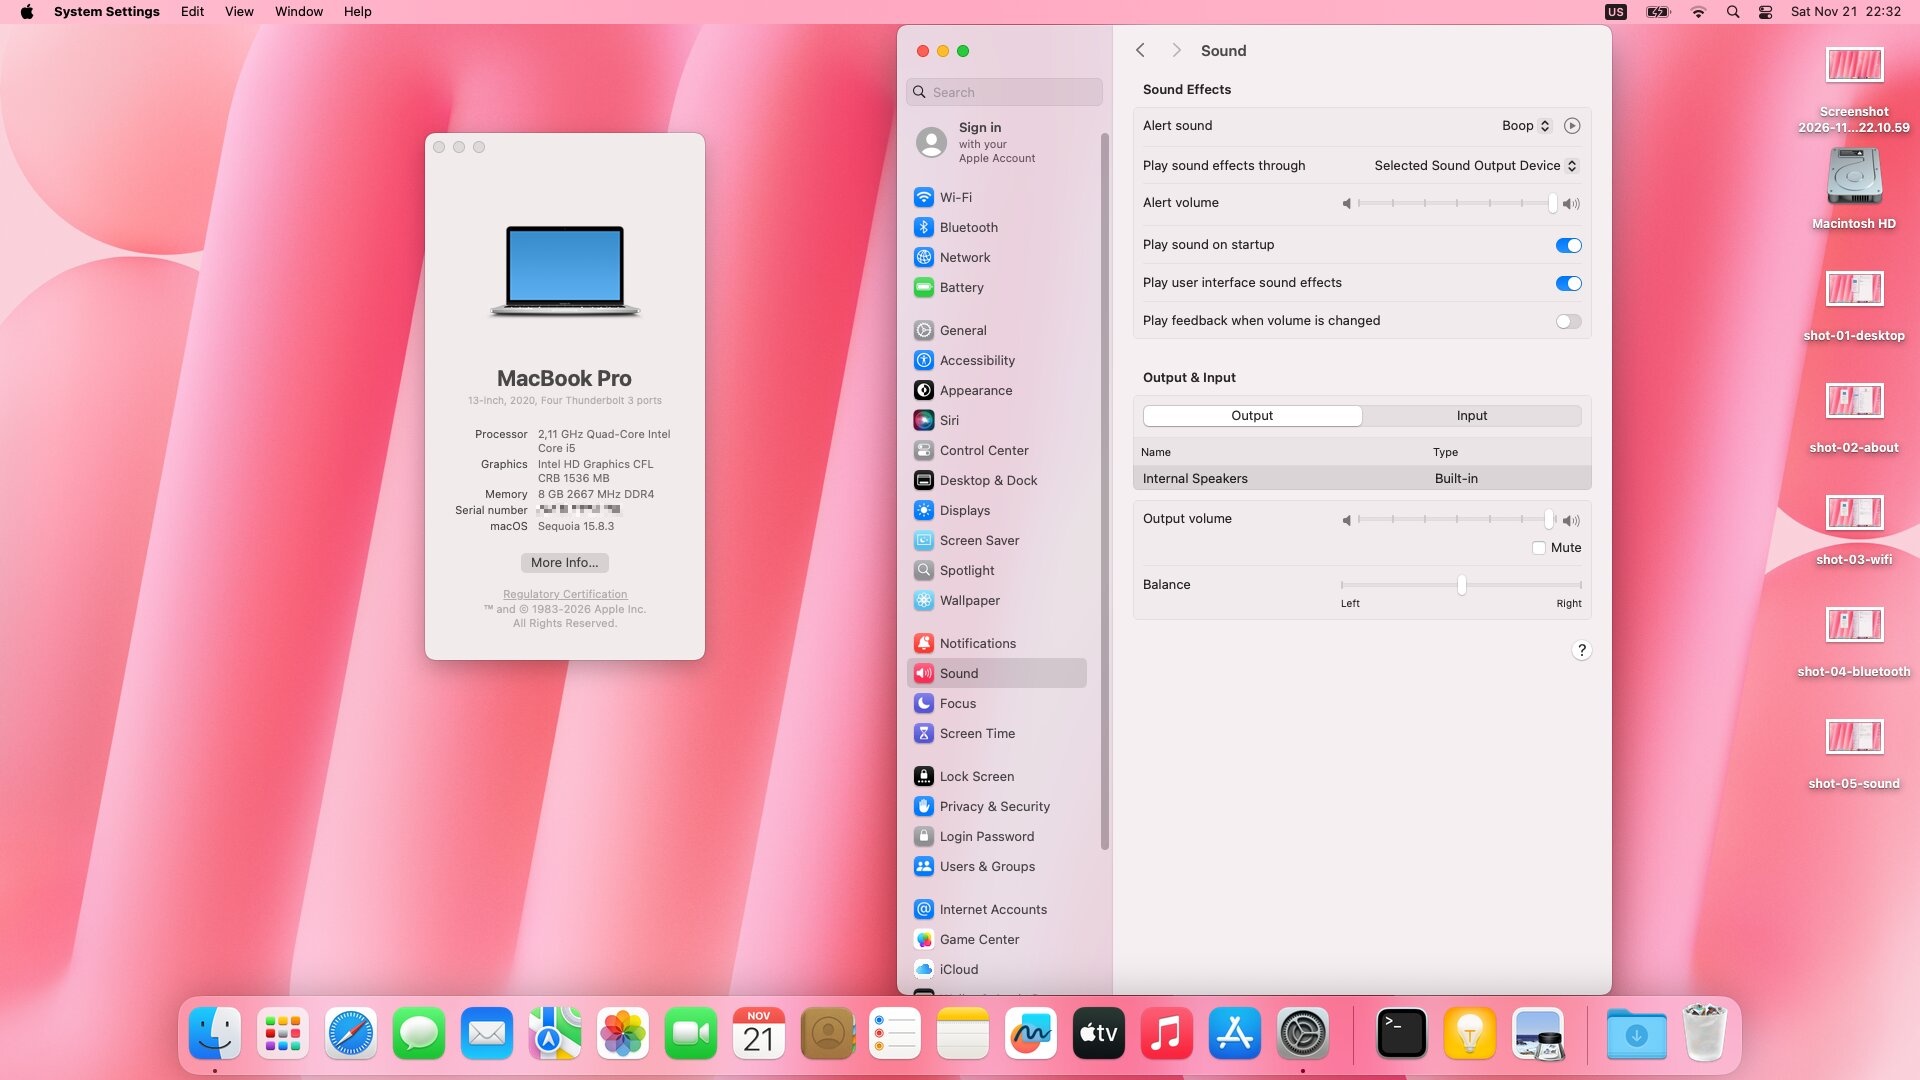 System Settings Edit View Window Help
US
Sat Nov 21 22:32
MacBook Pro
13-inch, 2020, Four Thunderbolt 3 ports
Processor 2,11 GHz Quad-Core Intel
Core i5
Graphics Intel HD Graphics CFL
CRB 1536 MB
Memory 8 GB 2667 MHz DDR4
Serial number
macOS Sequoia 15.8.3
More Info...
Regulatory Certification
™ and © 1983-2026 Apple Inc.
All Rights Reserved.
Search
Sign in
with your
Apple Account
Wi-Fi
Bluetooth
Network
Battery
General
Accessibility
Appearance
Siri
Control Center
Desktop & Dock
Displays
Screen Saver
Spotlight
Wallpaper
Notifications
Sound
Focus
Screen Time
Lock Screen
Privacy & Security
Login Password
Users & Groups
Internet Accounts
Game Center
iCloud
Sound
Sound Effects
Alert sound Boop
Play sound effects through Selected Sound Output Device
Alert volume
Play sound on startup
Play user interface sound effects
Play feedback when volume is changed
Output & Input
Output Input
Name Type
Internal Speakers Built-in
Output volume
Mute
Balance
Left Right
?
Screenshot
2026-11...22.10.59
Macintosh HD
shot-01-desktop
shot-02-about
shot-03-wifi
shot-04-bluetooth
shot-05-sound
NOV
21
tv
>_